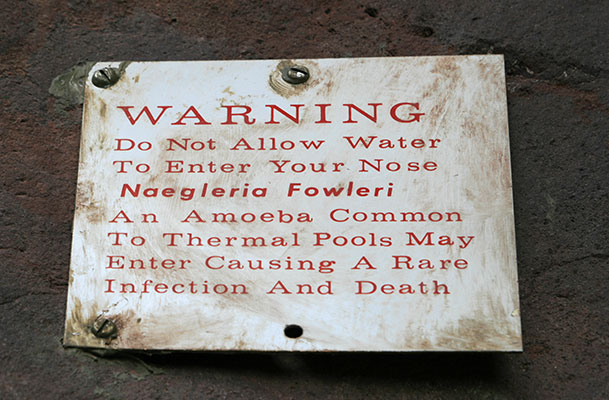 WARNING
Do Not Allow Water
To Enter Your Nose
Naegleria Fowleri
An Amoeba Common
To Thermal Pools May
Enter Causing A Rare
Infection And Death